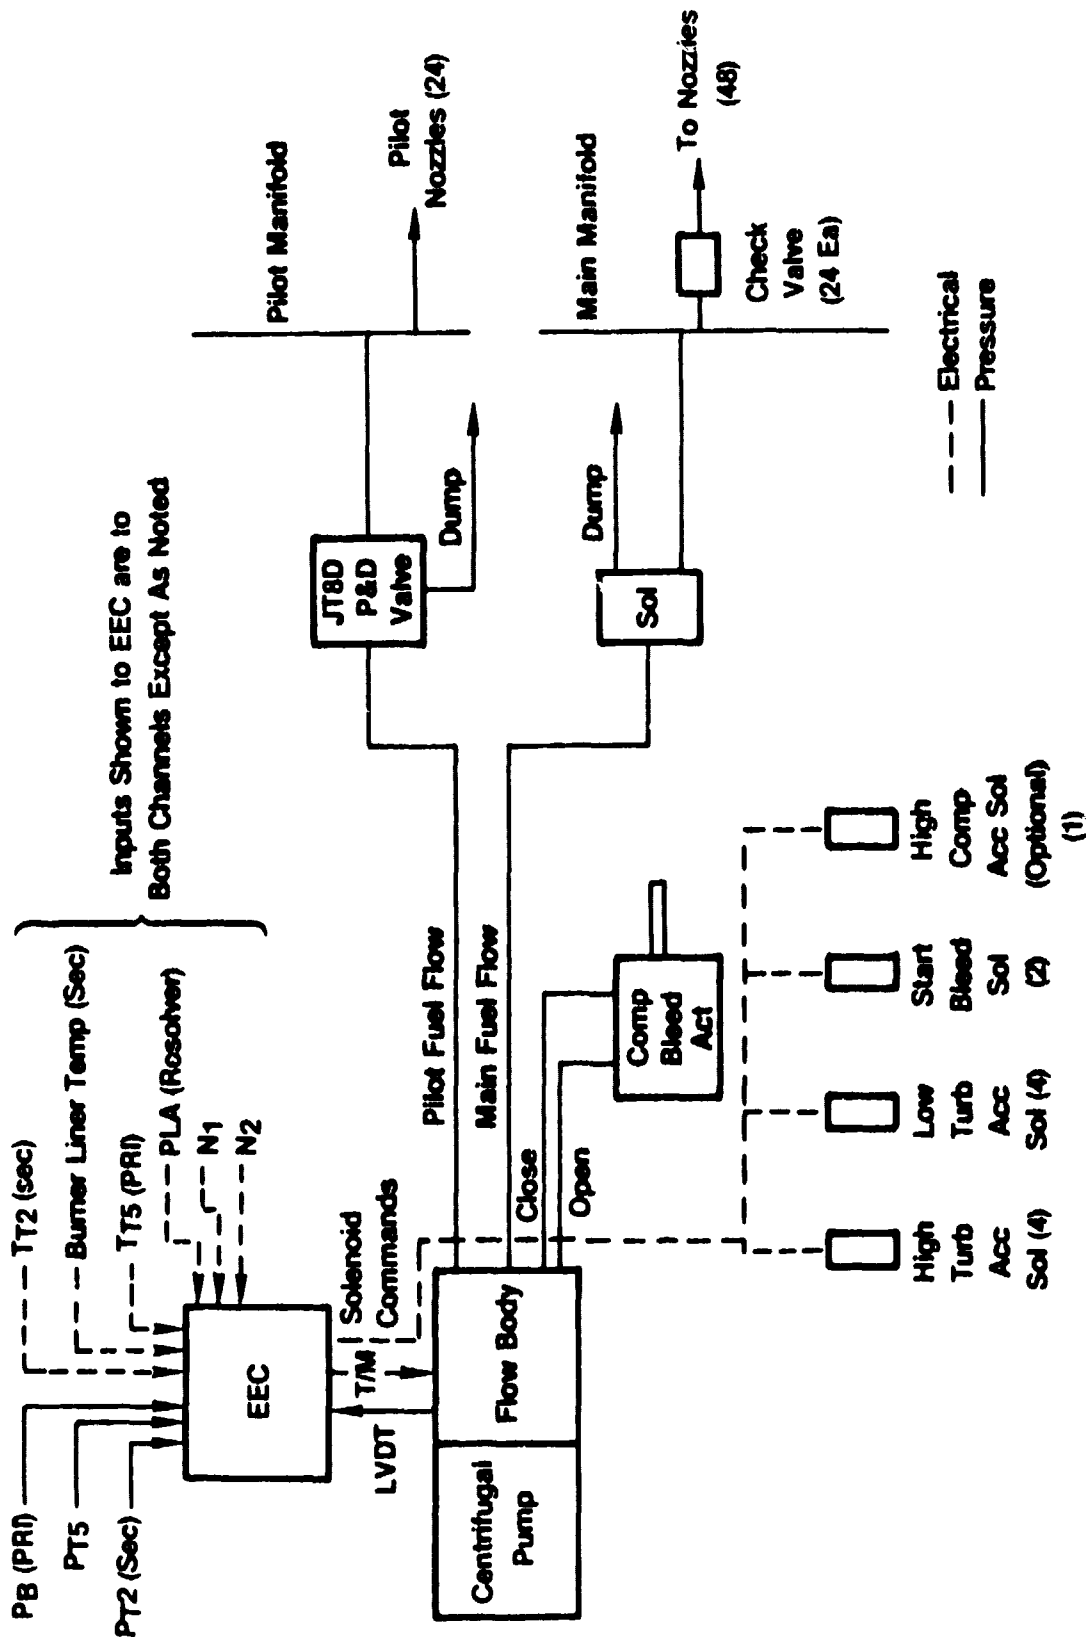 Inputs Shown to EEC are to
Both Channels Except As Noted
PB (PRI)
PT5
PT2 (Sec)
TT2 (sec)
Burner Liner Temp (Sec)
TT5 (PRI)
PLA (Rosolver)
N1
N2
EEC
LVDT
T/M
Solenoid
Commands
Centrifugal
Pump
Flow Body
Pilot Fuel Flow
Main Fuel Flow
Close
Open
Comp
Bleed
Act
JT8D
P&D
Valve
Dump
Sol
Dump
Pilot Manifold
Pilot
Nozzles (24)
Main Manifold
Check
Valve
(24 Ea)
To Nozzies
(48)
High
Turb
Acc
Sol (4)
Low
Turb
Acc
Sol (4)
Start
Bleed
Sol
(2)
High
Comp
Acc Sol
(Optional)
(1)
Electrical
Pressure